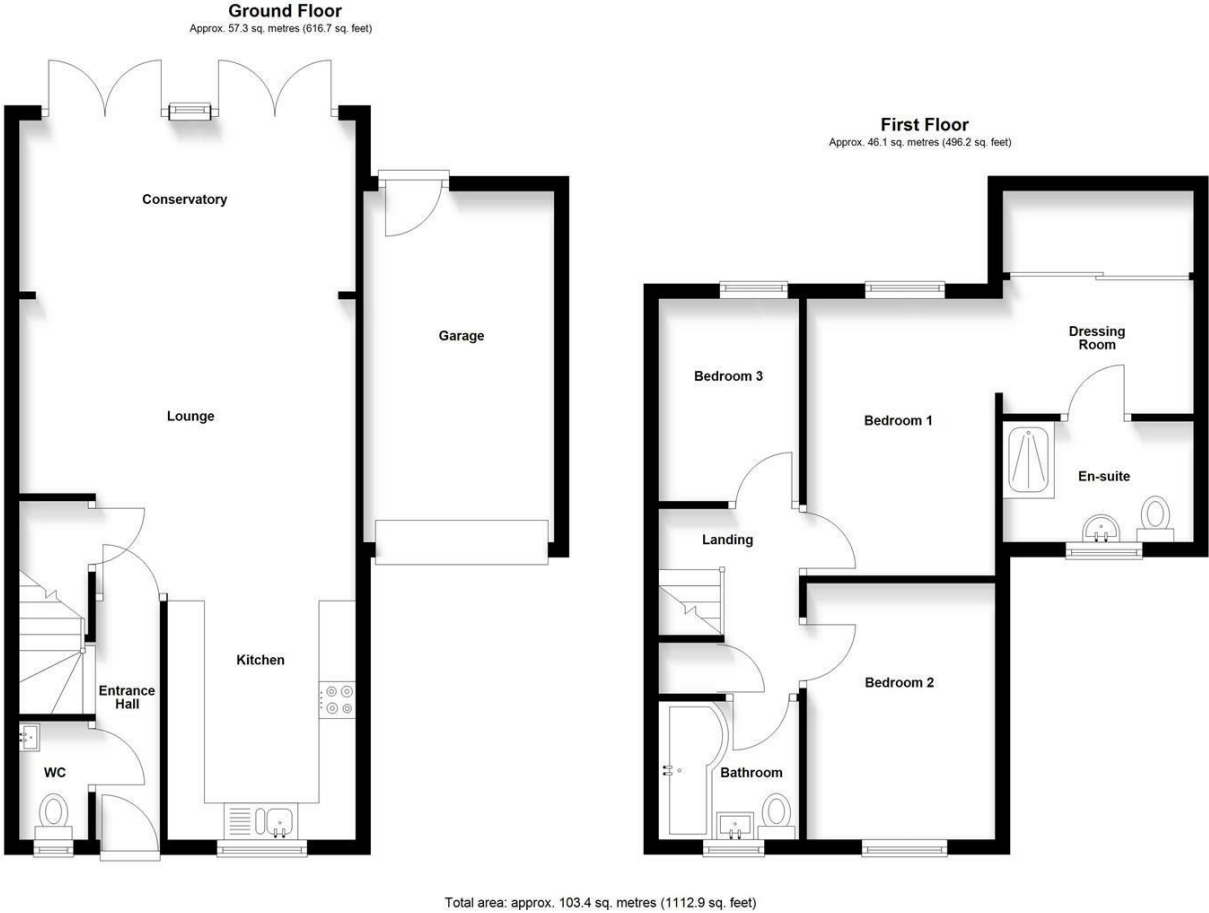 Ground Floor
Approx. 57.3 sq. metres (616.7 sq. feet)
Conservatory
Garage
Lounge
Kitchen
Entrance
Hall
WC
First Floor
Approx. 46.1 sq. metres (496.2 sq. feet)
Dressing
Room
Bedroom 3
Bedroom 1
En-suite
Landing
Bedroom 2
Bathroom
Total area: approx. 103.4 sq. metres (1112.9 sq. feet)